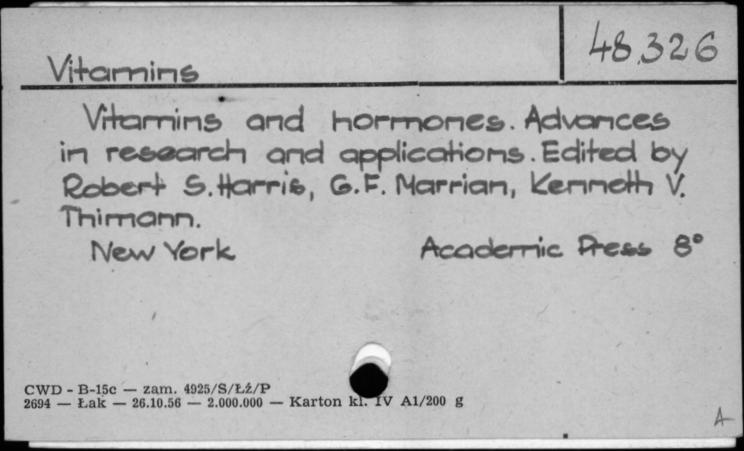 48.326
Vitamins
Vitamins and hormones. Advances
in research and applications. Edited by
Robert S. Harris, G.F. Marrian, Kenneth V.
Thimann.
New York Academic Press 8°
CWD - B-15c — zam. 4925/S/Łź/P
2694 — Łak — 26.10.56 — 2.000.000 — Karton kl. IV A1/200 g
A